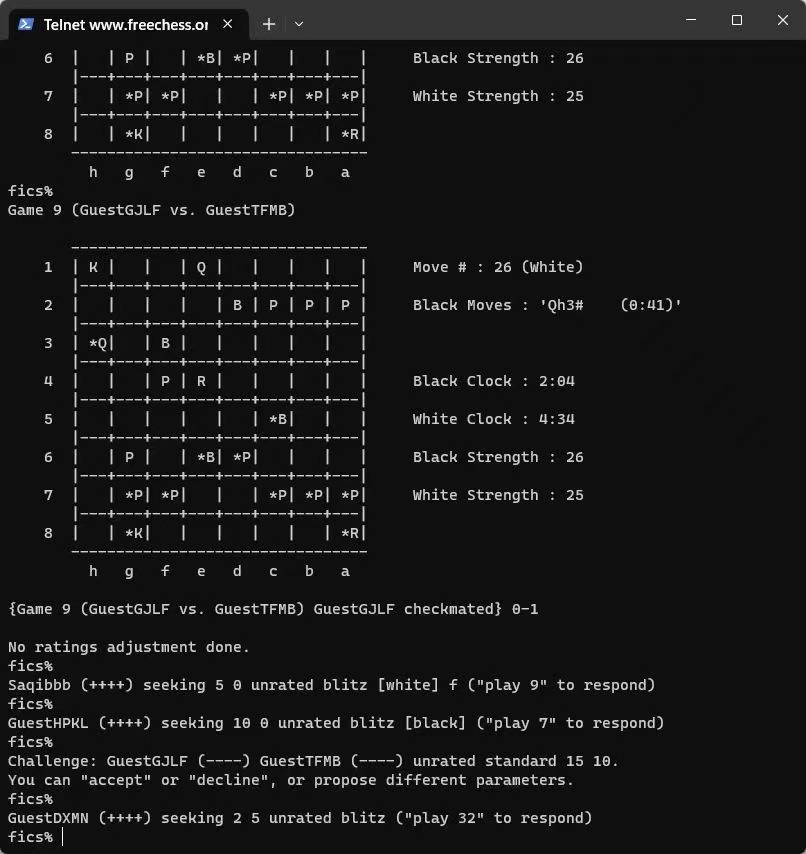 Telnet www.freechess.or
6  |   | P |   | *B| *P|   |   |   |     Black Strength : 26
   |---+---+---+---+---+---+---+---|
7  |   | *P| *P|   |   | *P| *P| *P|     White Strength : 25
   |---+---+---+---+---+---+---+---|
8  |   | *K|   |   |   |   |   | *R|
   ---------------------------------
     h   g   f   e   d   c   b   a
fics%
Game 9 (GuestGJLF vs. GuestTFMB)
   ---------------------------------
1  | K |   |   | Q |   |   |   |   |     Move # : 26 (White)
   |---+---+---+---+---+---+---+---|
2  |   |   |   |   | B | P | P | P |     Black Moves : 'Qh3#    (0:41)'
   |---+---+---+---+---+---+---+---|
3  | *Q|   | B |   |   |   |   |   |
   |---+---+---+---+---+---+---+---|
4  |   |   | P | R |   |   |   |   |     Black Clock : 2:04
   |---+---+---+---+---+---+---+---|
5  |   |   |   |   |   | *B|   |   |     White Clock : 4:34
   |---+---+---+---+---+---+---+---|
6  |   | P |   | *B| *P|   |   |   |     Black Strength : 26
   |---+---+---+---+---+---+---+---|
7  |   | *P| *P|   |   | *P| *P| *P|     White Strength : 25
   |---+---+---+---+---+---+---+---|
8  |   | *K|   |   |   |   |   | *R|
   ---------------------------------
     h   g   f   e   d   c   b   a
{Game 9 (GuestGJLF vs. GuestTFMB) GuestGJLF checkmated} 0-1
No ratings adjustment done.
fics%
Saqibbb (++++) seeking 5 0 unrated blitz [white] f ("play 9" to respond)
fics%
GuestHPKL (++++) seeking 10 0 unrated blitz [black] ("play 7" to respond)
fics%
Challenge: GuestGJLF (----) GuestTFMB (----) unrated standard 15 10.
You can "accept" or "decline", or propose different parameters.
fics%
GuestDXMN (++++) seeking 2 5 unrated blitz ("play 32" to respond)
fics%